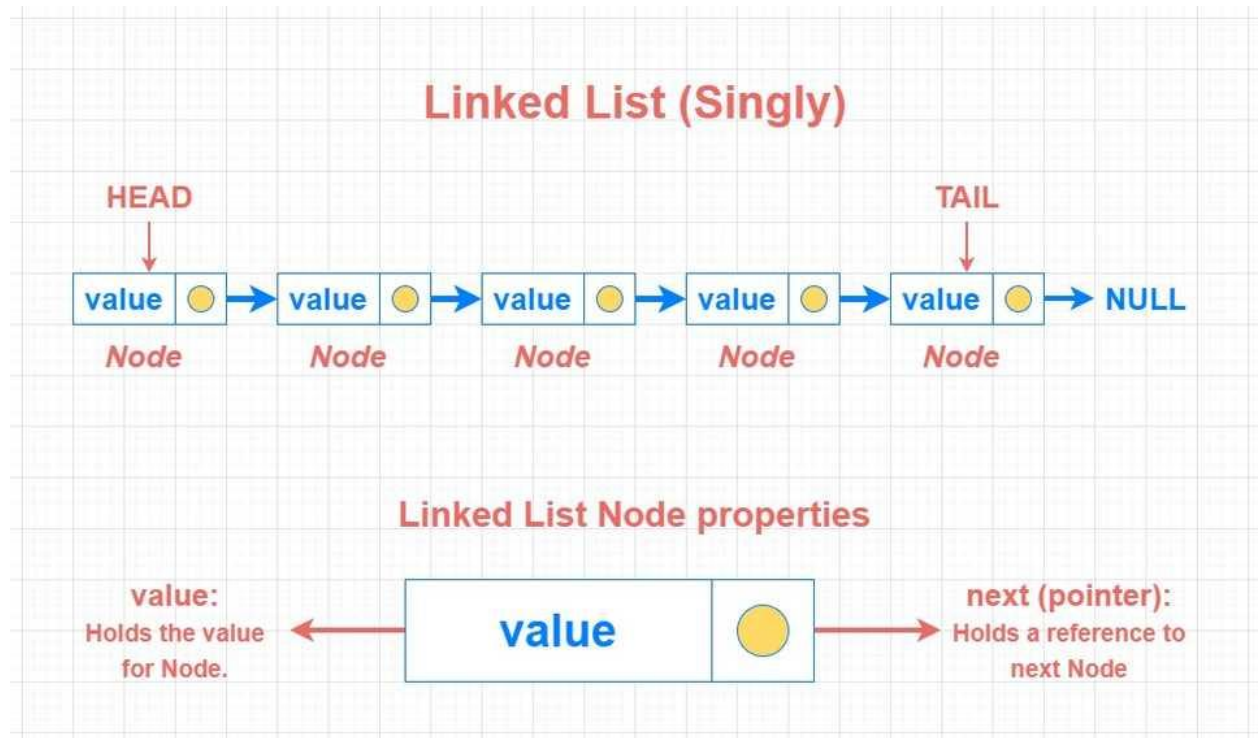 Linked List (Singly)
HEAD TAIL
value value value value value NULL
Node Node Node Node Node
Linked List Node properties
value:
Holds the value
for Node.
value
next (pointer):
Holds a reference to
next Node